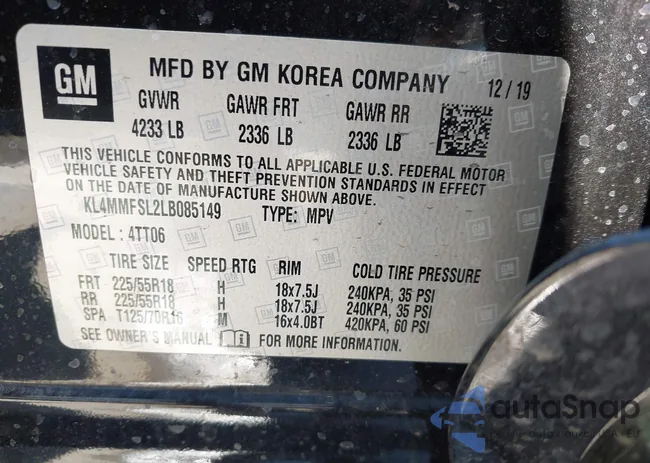 GM
MFD BY GM KOREA COMPANY 12/19
GVWR GAWR FRT GAWR RR
4233 LB 2336 LB 2336 LB
THIS VEHICLE CONFORMS TO ALL APPLICABLE U.S. FEDERAL MOTOR
VEHICLE SAFETY AND THEFT PREVENTION STANDARDS IN EFFECT
ON THE DATE OF MANUFACTURE SHOWN ABOVE.
KL4MMFSL2LB085149 TYPE: MPV
MODEL: 4TT06
TIRE SIZE SPEED RTG RIM COLD TIRE PRESSURE
FRT 225/55R18 H 18x7.5J 240KPA, 35 PSI
RR 225/55R18 H 18x7.5J 240KPA, 35 PSI
SPA T125/70R16 M 16x4.0BT 420KPA, 60 PSI
SEE OWNER'S MANUAL FOR MORE INFORMATION.
autoSnap